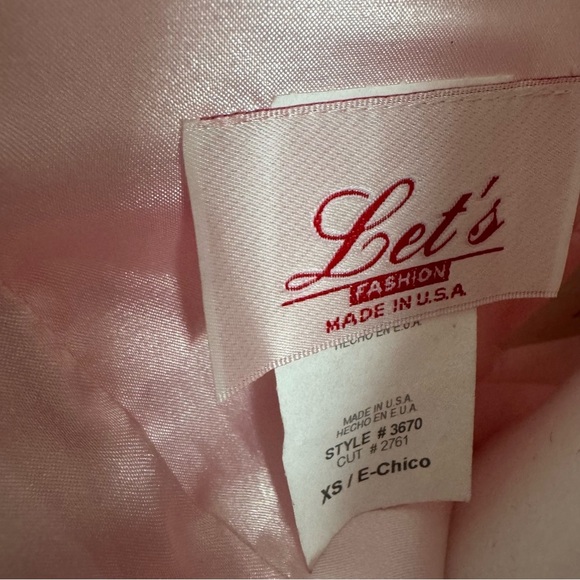 Let's
FASHION
MADE IN U.S.A
HECHO EN E.U.A.
MADE IN U.S.A.
HECHO EN E.U.A.
STYLE # 3670
CUT # 2761
XS / E-Chico